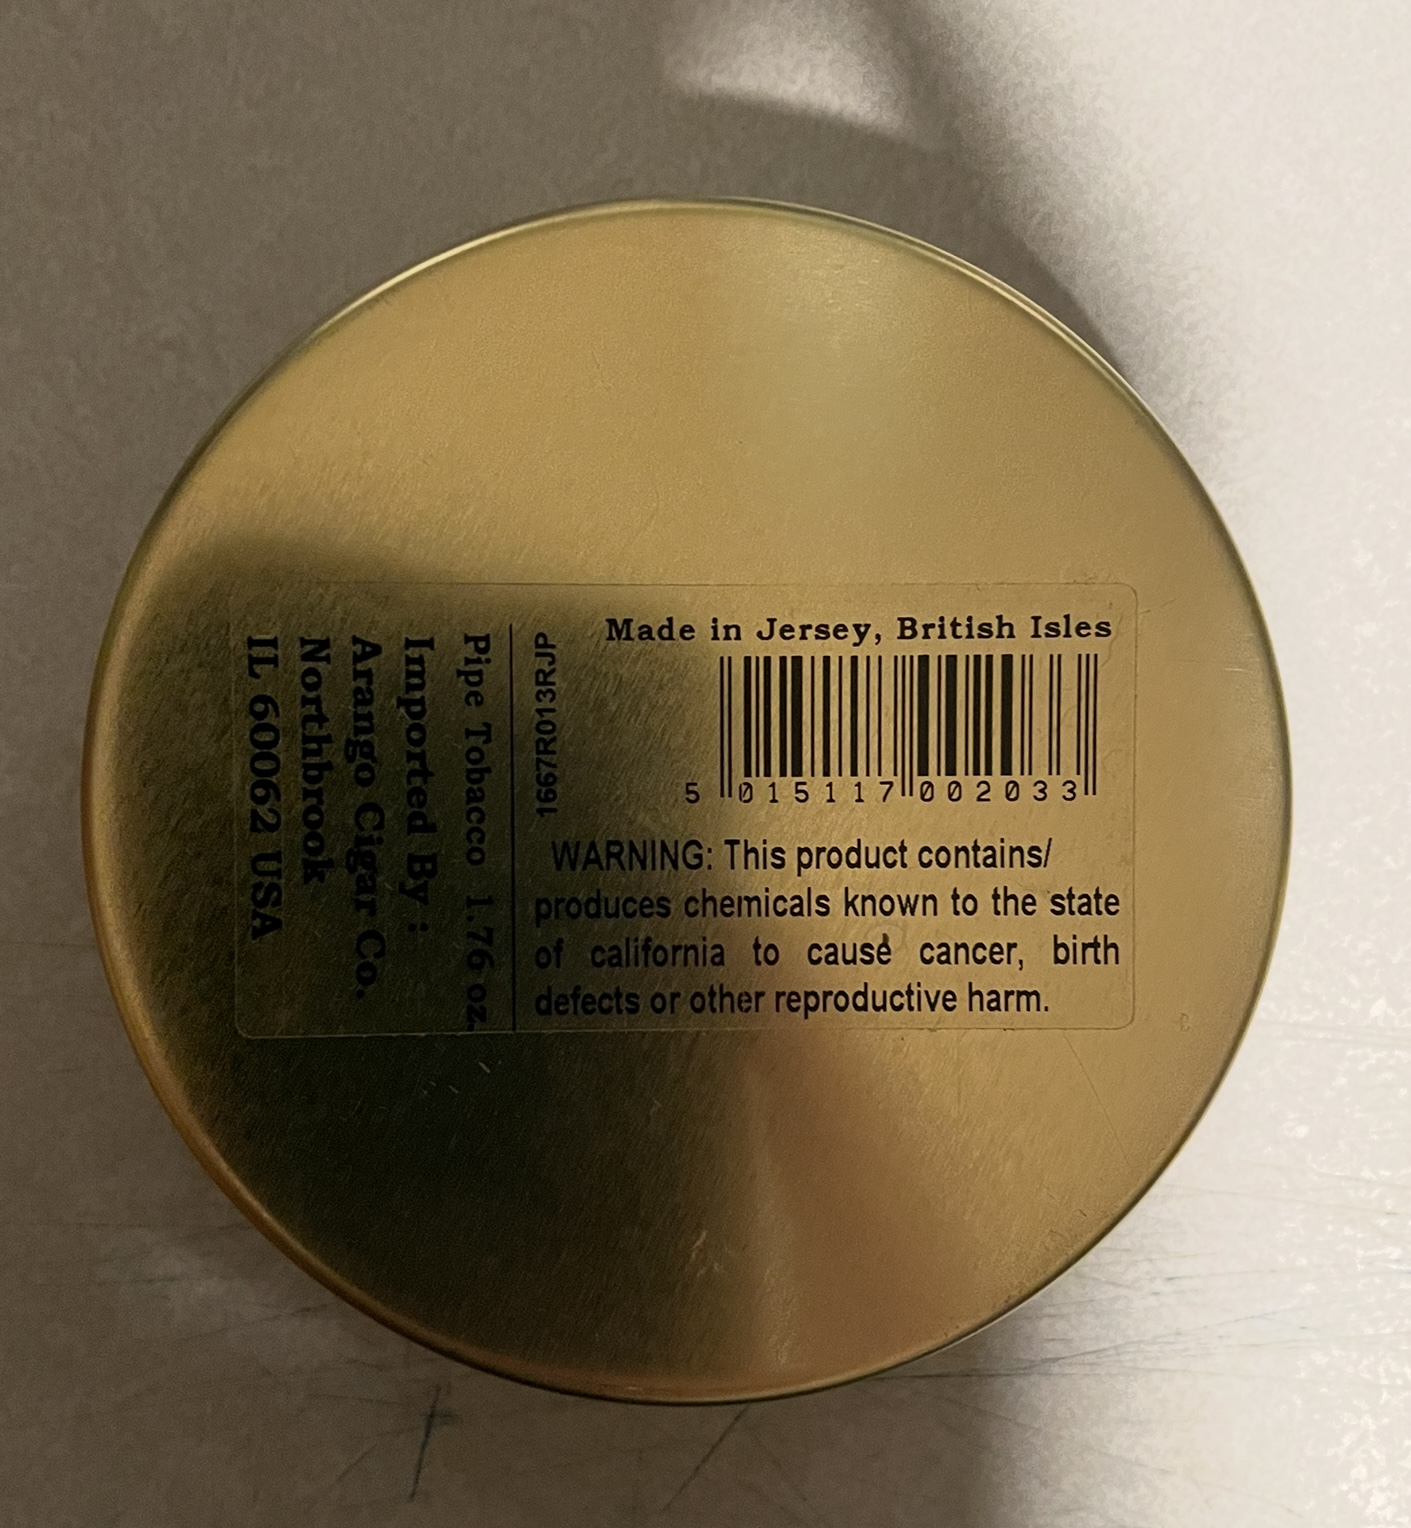 Made in Jersey, British Isles
5 015117 002033
WARNING: This product contains/
produces chemicals known to the state
of california to cause cancer, birth
defects or other reproductive harm.
1667R013RJP
Pipe Tobacco 1.76 oz.
Imported By :
Arango Cigar Co.
Northbrook
IL 60062 USA